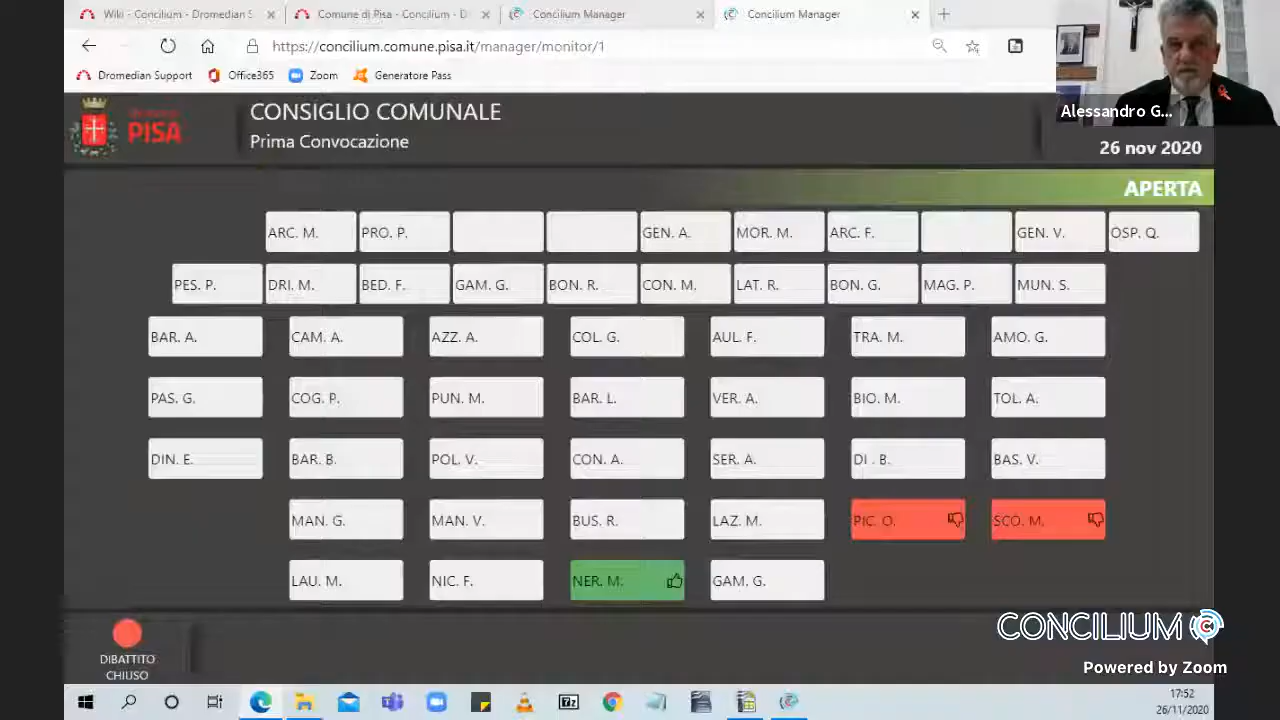 Wiki - Concilium - Dromedian S
Comune di Pisa - Concilium - D
Concilium Manager
Concilium Manager
https://concilium.comune.pisa.it/manager/monitor/1
Dromedian Support
Office365
Zoom
Generatore Pass
Alessandro G...
CONSIGLIO COMUNALE
PISA
Prima Convocazione
26 nov 2020
APERTA
ARC. M.
PRO. P.
GEN. A.
MOR. M.
ARC. F.
GEN. V.
OSP. Q.
PES. P.
DRI. M.
BED. F.
GAM. G.
BON. R.
CON. M.
LAT. R.
BON. G.
MAG. P.
MUN. S.
BAR. A.
CAM. A.
AZZ. A.
COL. G.
AUL. F.
TRA. M.
AMO. G.
PAS. G.
COG. P.
PUN. M.
BAR. L.
VER. A.
BIO. M.
TOL. A.
DIN. E.
BAR. B.
POL. V.
CON. A.
SER. A.
DI . B.
BAS. V.
MAN. G.
MAN. V.
BUS. R.
LAZ. M.
PIC. O.
SCO. M.
LAU. M.
NIC. F.
NER. M.
GAM. G.
DIBATTITO
CHIUSO
CONCILIUM
Powered by Zoom
17:52
26/11/2020